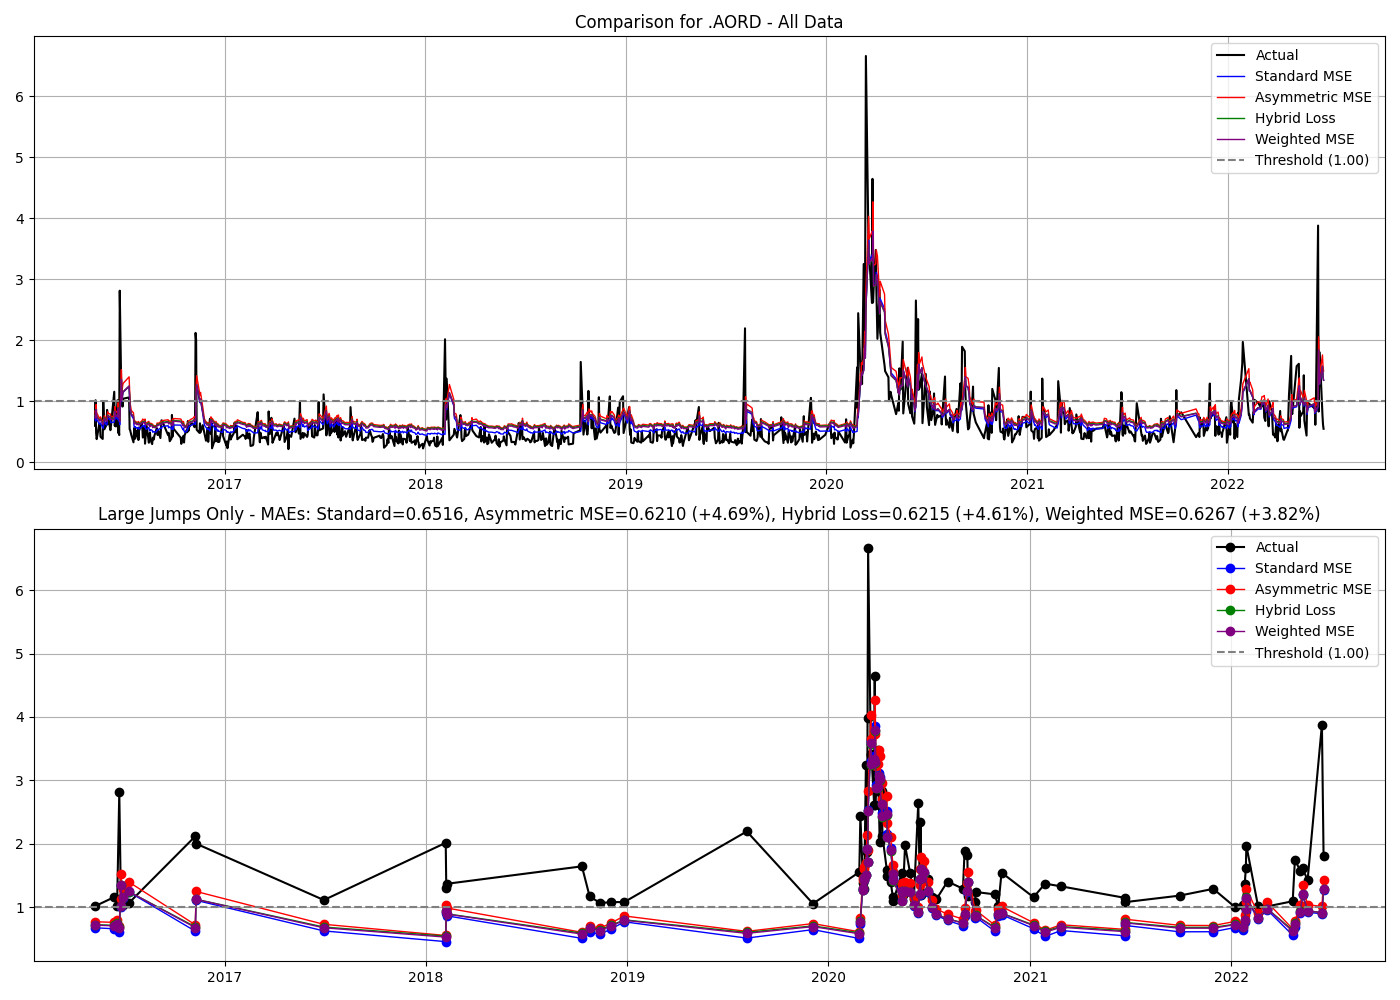 Comparison for .AORD - All Data
Actual
Standard MSE
Asymmetric MSE
Hybrid Loss
Weighted MSE
Threshold (1.00)
6
5
4
3
2
1
0
2017 2018 2019 2020 2021 2022
Large Jumps Only - MAEs: Standard=0.6516, Asymmetric MSE=0.6210 (+4.69%), Hybrid Loss=0.6215 (+4.61%), Weighted MSE=0.6267 (+3.82%)
Actual
Standard MSE
Asymmetric MSE
Hybrid Loss
Weighted MSE
Threshold (1.00)
6
5
4
3
2
1
2017 2018 2019 2020 2021 2022